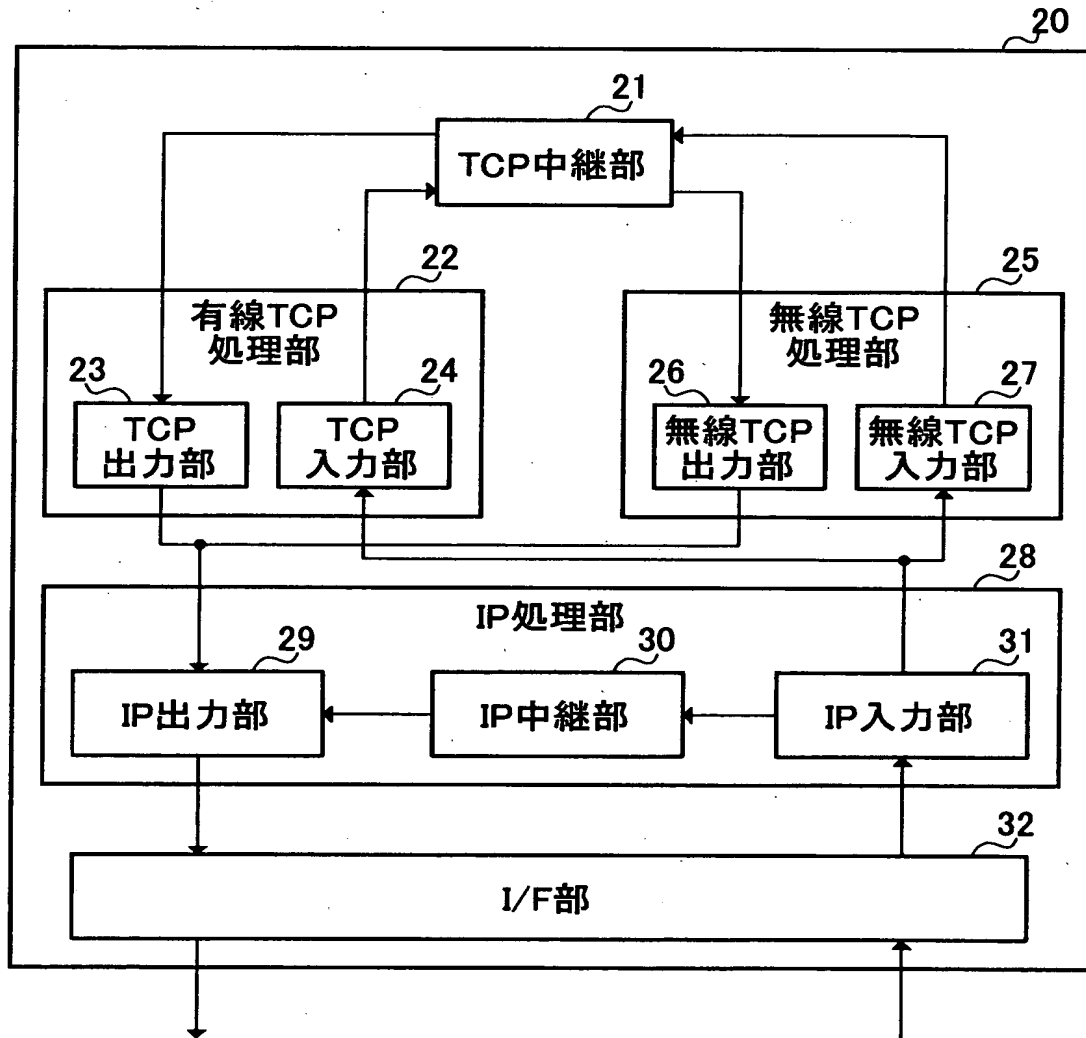 20
21
TCP中継部
22
有線TCP
処理部
23
TCP
出力部
24
TCP
入力部
25
無線TCP
処理部
26
無線TCP
出力部
27
無線TCP
入力部
28
IP処理部
29
IP出力部
30
IP中継部
31
IP入力部
32
I/F部